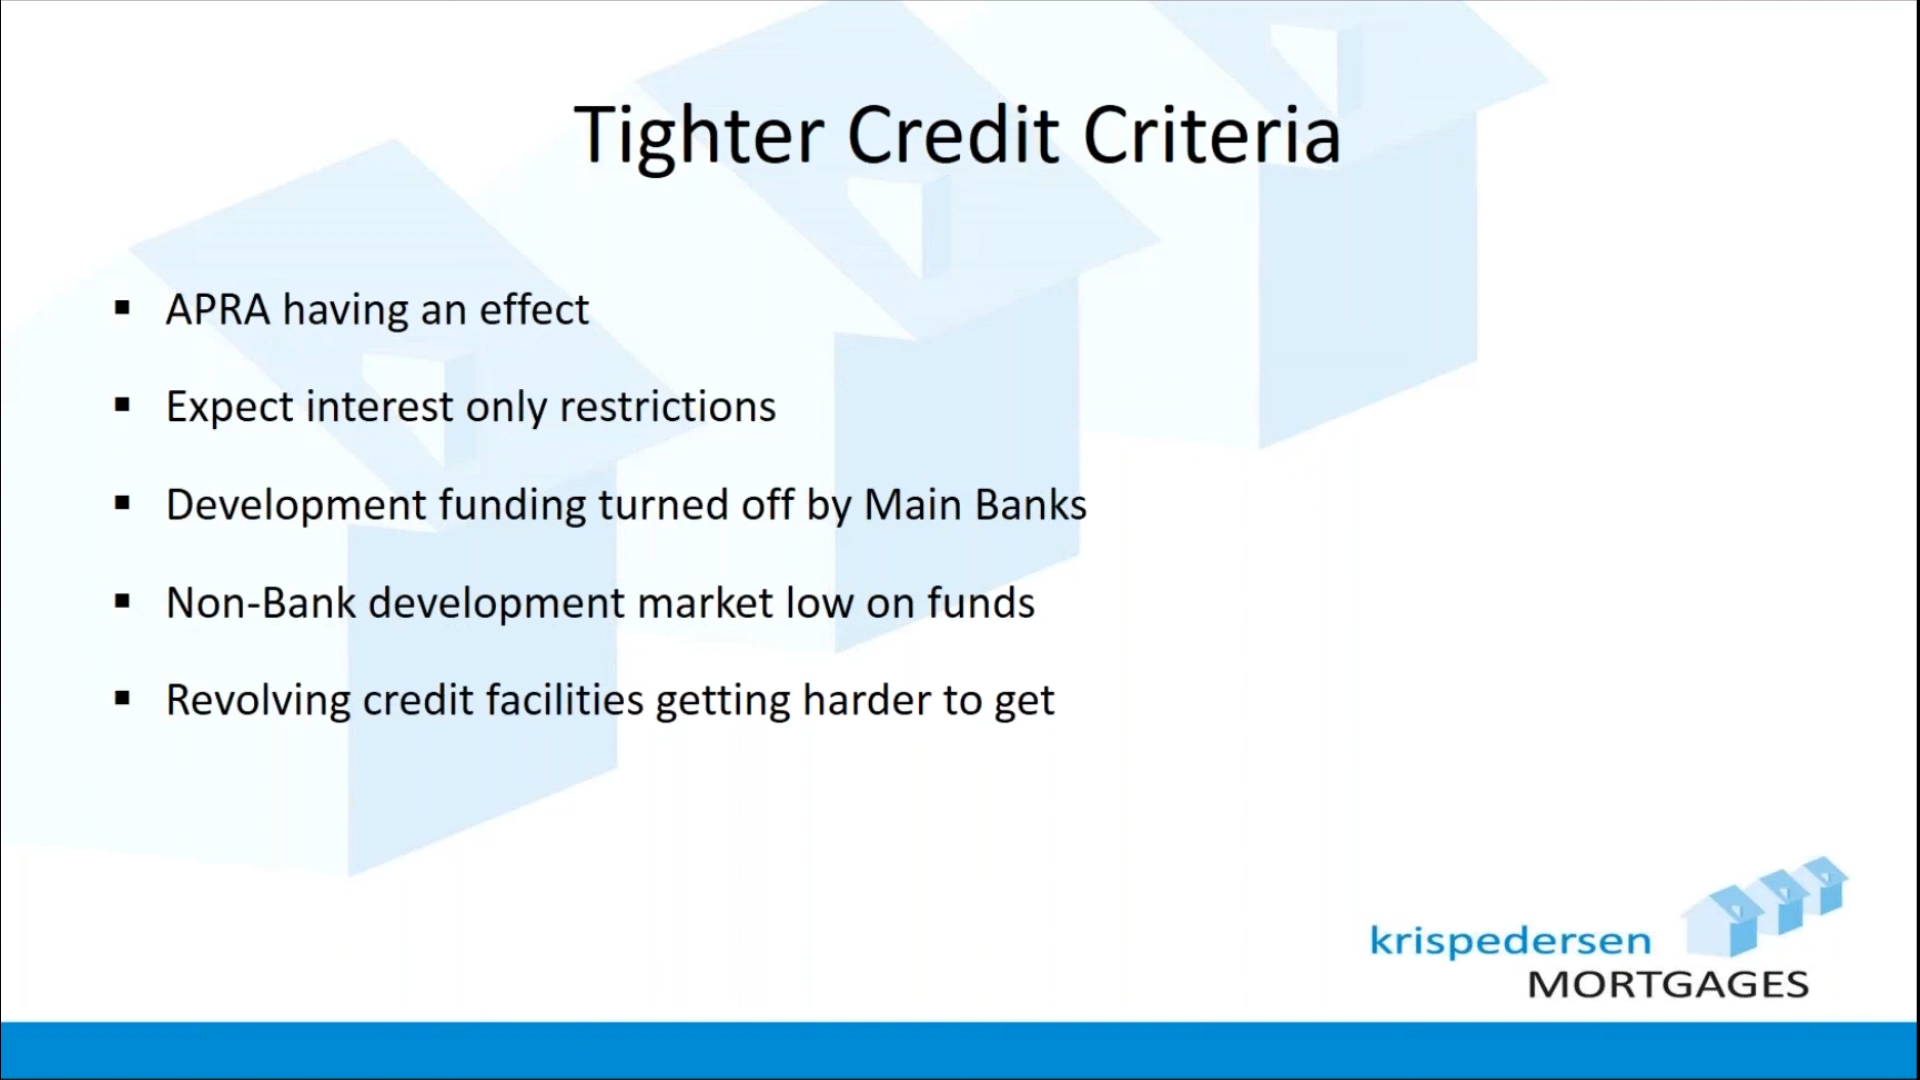 Tighter Credit Criteria
▪ APRA having an effect
▪ Expect interest only restrictions
▪ Development funding turned off by Main Banks
▪ Non-Bank development market low on funds
▪ Revolving credit facilities getting harder to get
krispedersen
MORTGAGES